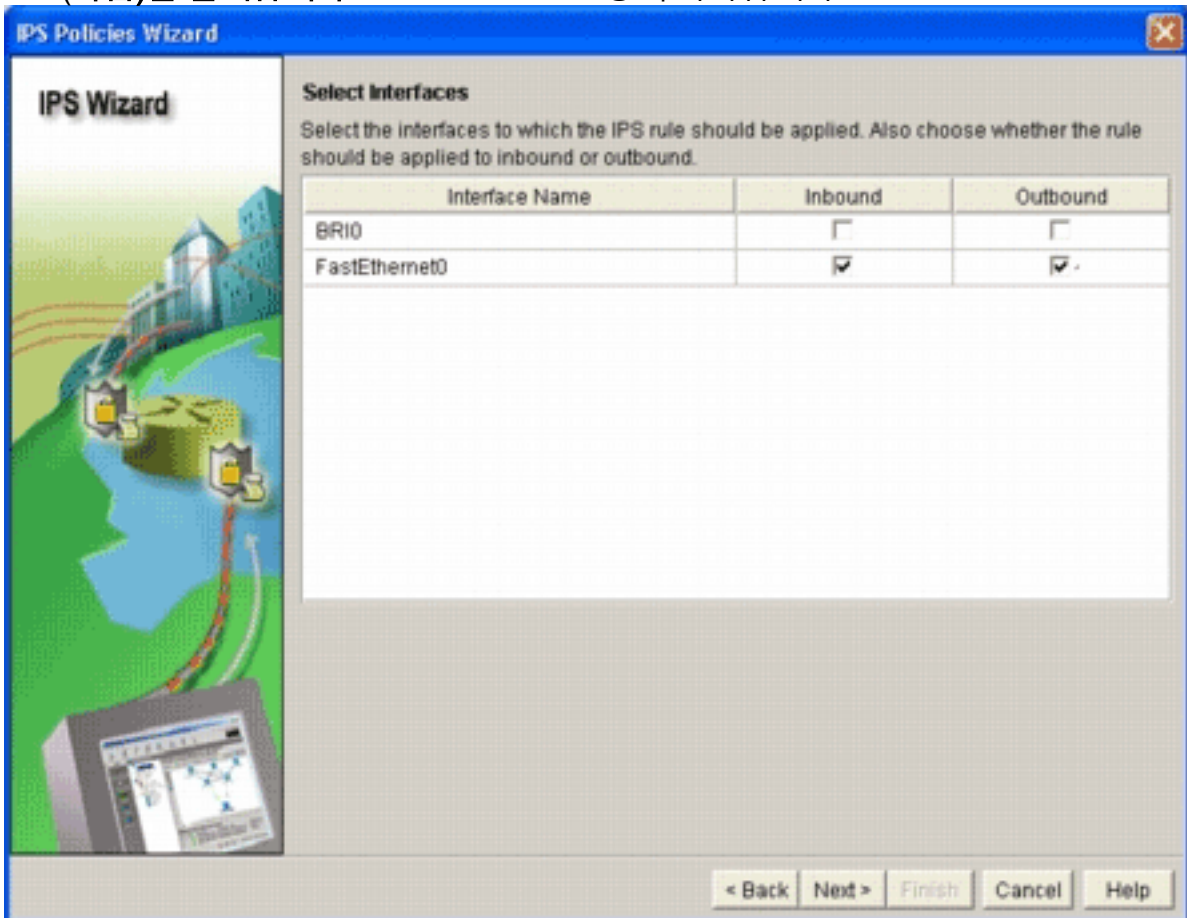 IPS Policies Wizard
IPS Wizard
Select Interfaces
Select the interfaces to which the IPS rule should be applied. Also choose whether the rule
should be applied to inbound or outbound.
Interface Name Inbound Outbound
BRI0
FastEthernet0
< Back Next > Finish Cancel Help